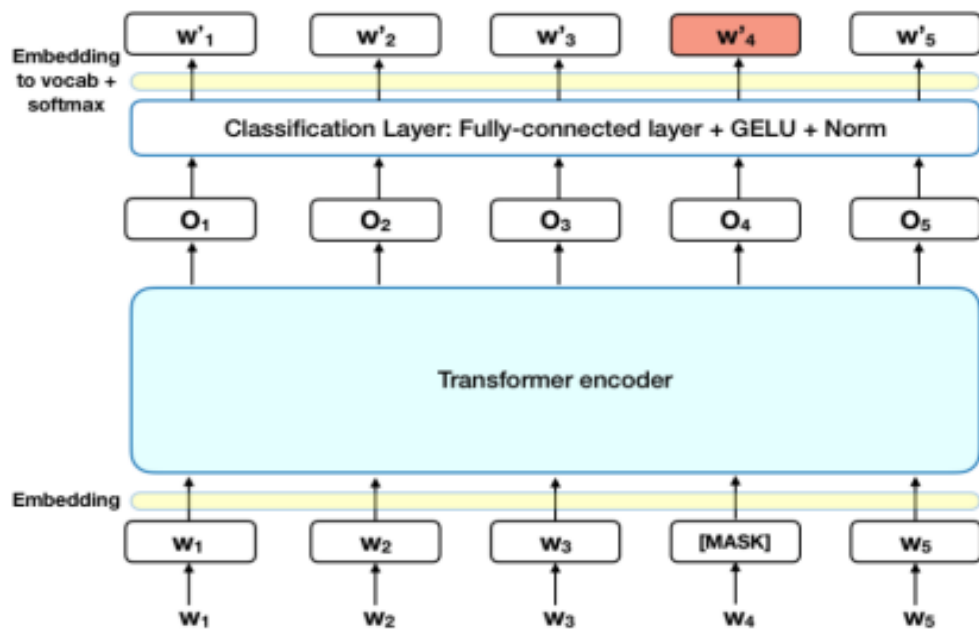 w'₁ w'₂ w'₃ w'₄ w'₅
Embedding
to vocab +
softmax
Classification Layer: Fully-connected layer + GELU + Norm
O₁ O₂ O₃ O₄ O₅
Transformer encoder
Embedding
w₁ w₂ w₃ [MASK] w₅
w₁ w₂ w₃ w₄ w₅